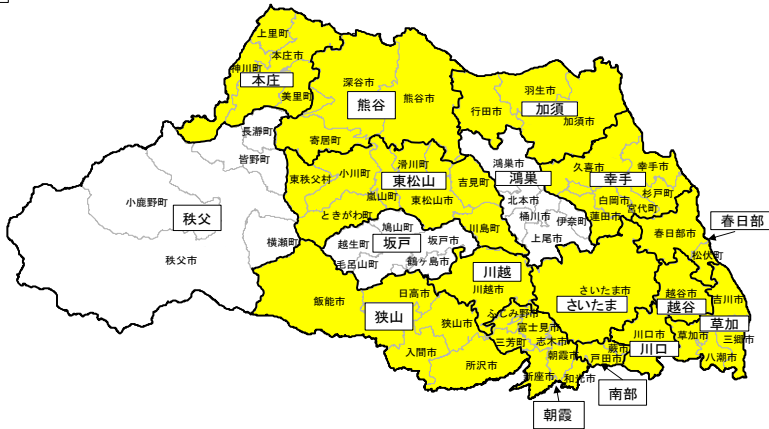 上里町
本庄市
神川町
本庄
美里町
深谷市
熊谷市
熊谷
寄居町
羽生市
行田市
加須
加須市
長瀞町
皆野町
小鹿野町
秩父
秩父市
横瀬町
東秩父村
小川町
滑川町
東松山
嵐山町
東松山市
吉見町
ときがわ町
川島町
鴻巣市
鴻巣
北本市
桶川市
伊奈町
上尾市
久喜市
幸手市
幸手
白岡市
杉戸町
宮代町
蓮田市
春日部市
春日部
松伏町
鳩山町
越生町
坂戸
坂戸市
毛呂山町
鶴ヶ島市
川越
川越市
さいたま市
さいたま
越谷市
越谷
吉川市
草加
三郷市
草加市
八潮市
飯能市
日高市
狭山
狭山市
入間市
所沢市
ふじみ野市
富士見市
三芳町
志木市
朝霞市
新座市
和光市
朝霞
川口市
川口
蕨市
戸田市
南部